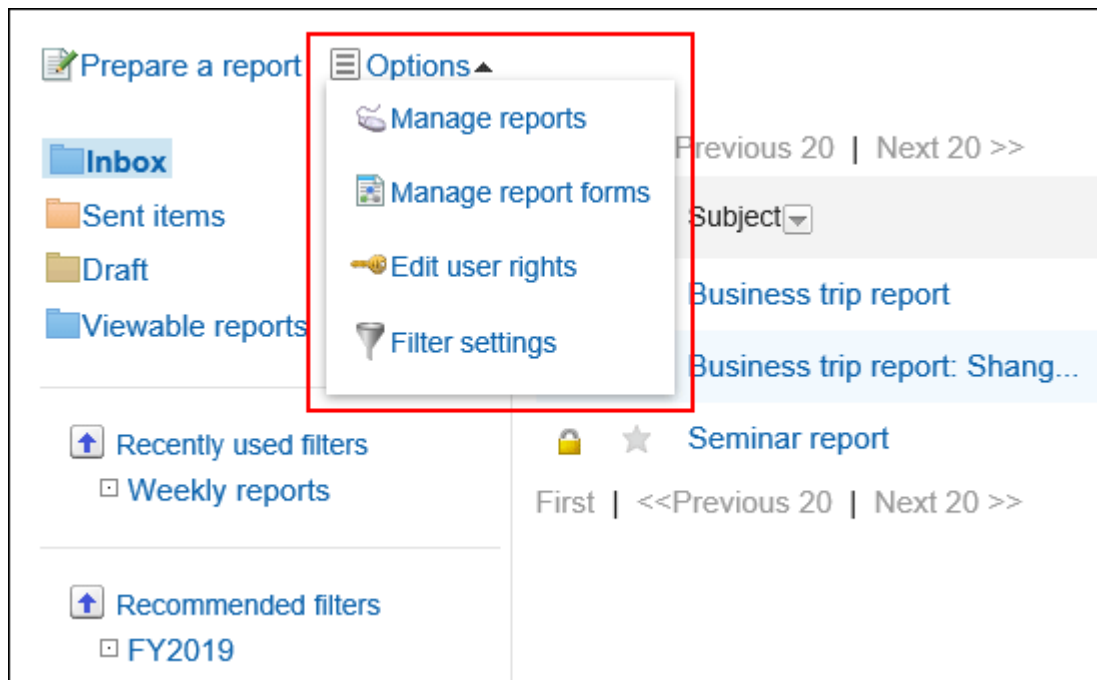 Prepare a report Options
Manage reports
Manage report forms
Edit user rights
Filter settings
Inbox
Sent items
Draft
Viewable reports
Recently used filters
Weekly reports
Recommended filters
FY2019
Previous 20 | Next 20 >>
Subject
Business trip report
Business trip report: Shang...
Seminar report
First | <<Previous 20 | Next 20 >>